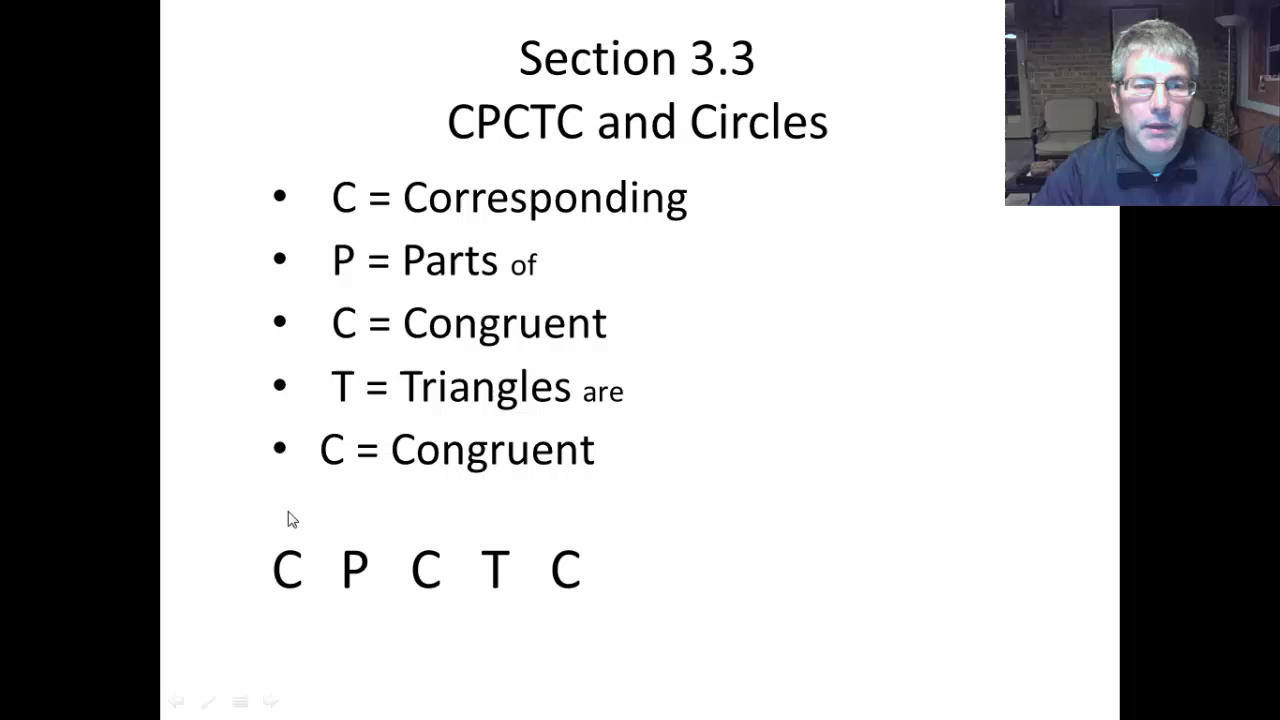 Section 3.3
CPCTC and Circles
• C = Corresponding
• P = Parts of
• C = Congruent
• T = Triangles are
• C = Congruent
C P C T C